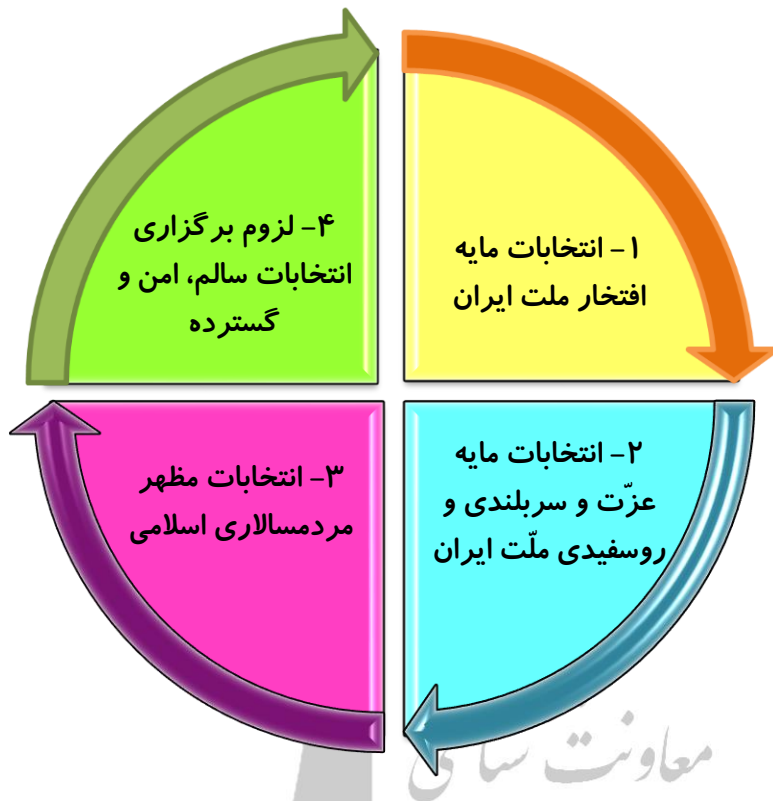 ۱- انتخابات مایه
افتخار ملت ایران
۲- انتخابات مایه
عزّت و سربلندی و
روسفیدی ملّت ایران
۳- انتخابات مظهر
مردمسالاری اسلامی
۴- لزوم برگزاری
انتخابات سالم، امن و
گسترده
معاونت